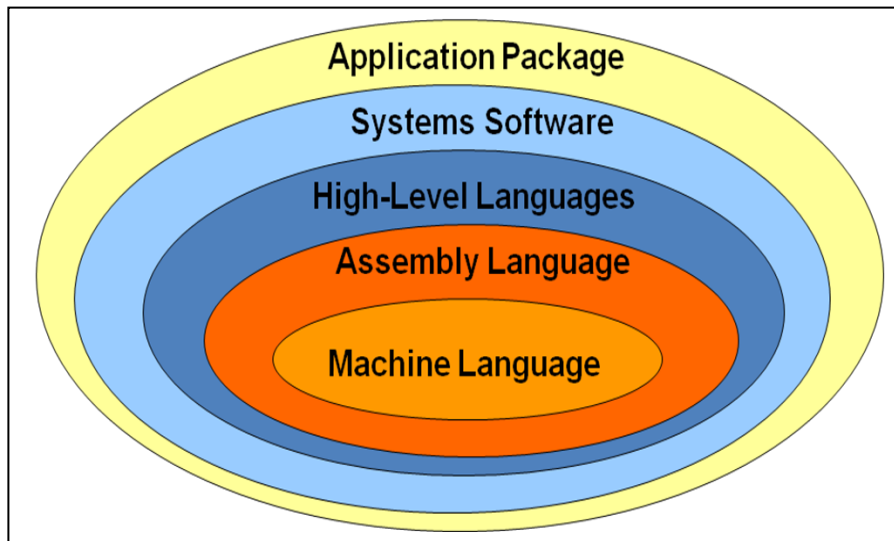 Application Package
Systems Software
High-Level Languages
Assembly Language
Machine Language